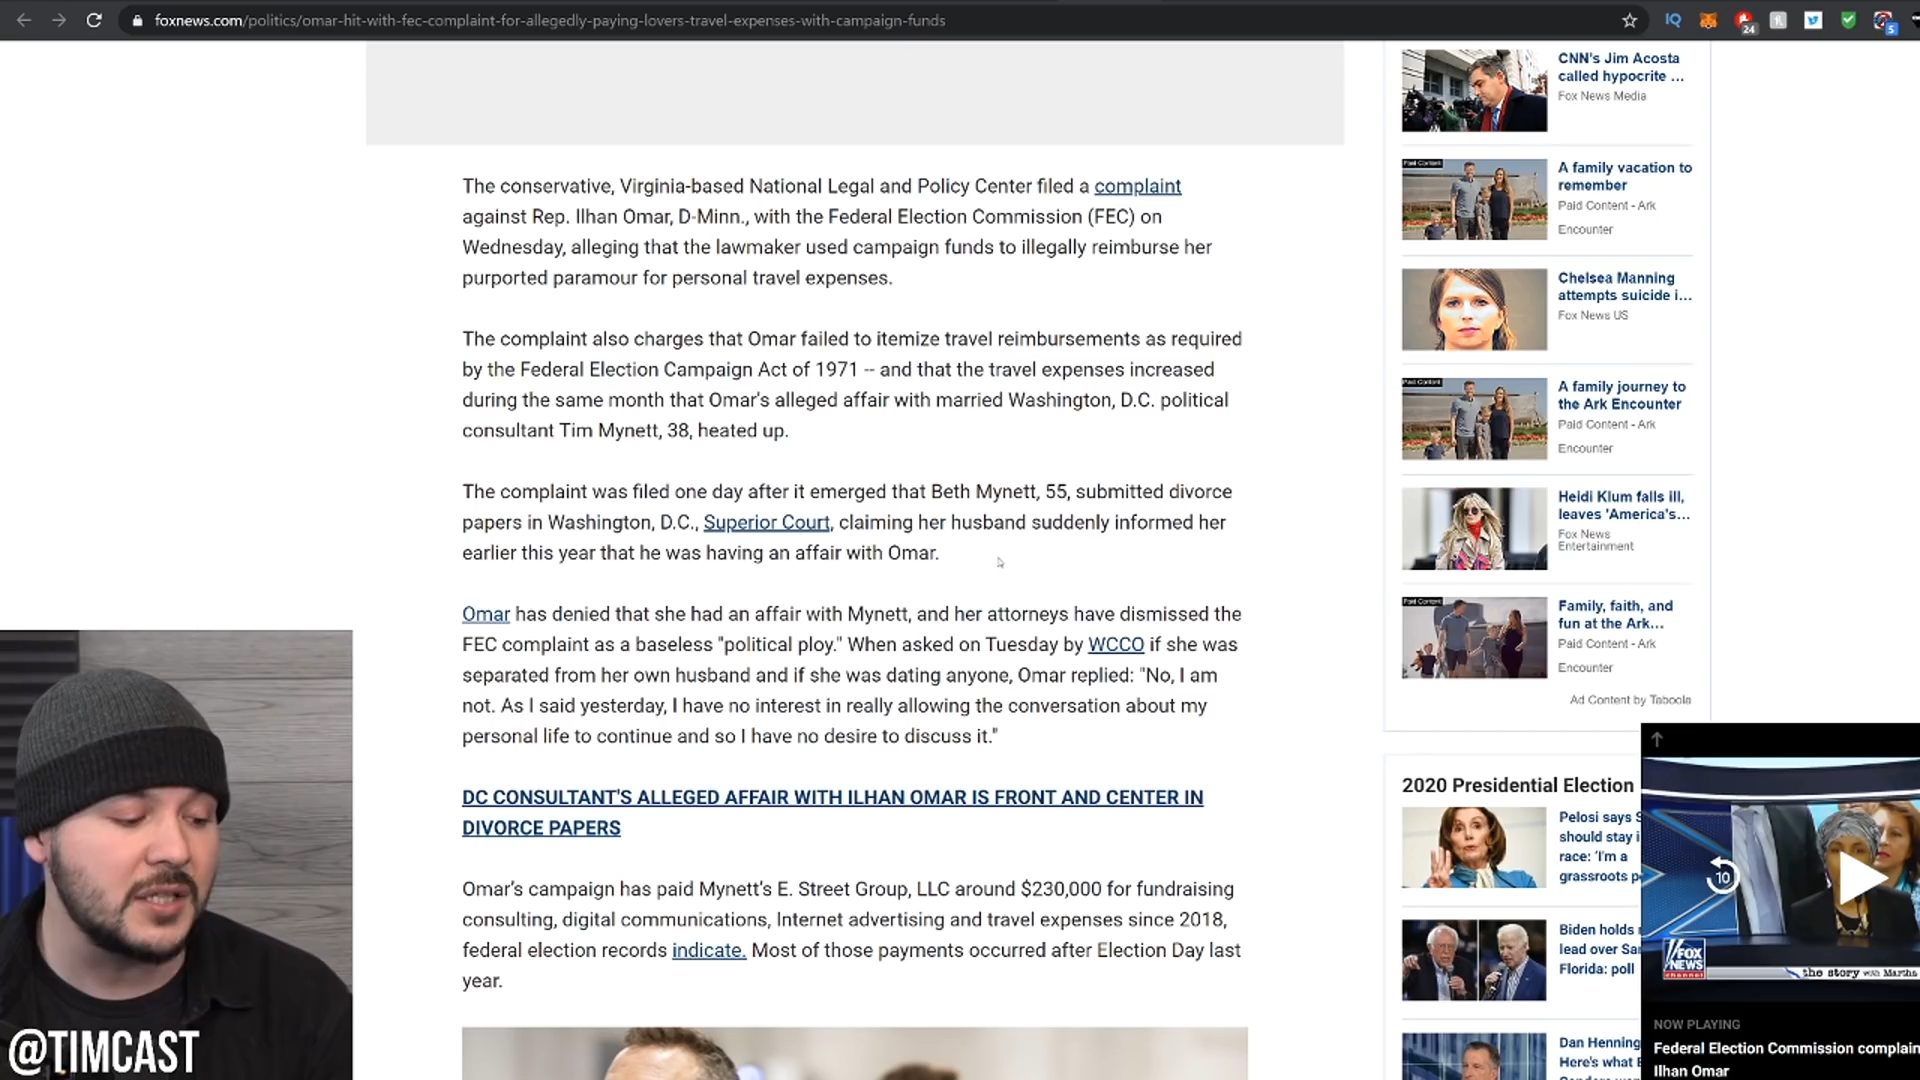 foxnews.com/politics/omar-hit-with-fec-complaint-for-allegedly-paying-lovers-travel-expenses-with-campaign-funds
IQ
24
5
The conservative, Virginia-based National Legal and Policy Center filed a complaint
against Rep. Ilhan Omar, D-Minn., with the Federal Election Commission (FEC) on
Wednesday, alleging that the lawmaker used campaign funds to illegally reimburse her
purported paramour for personal travel expenses.
The complaint also charges that Omar failed to itemize travel reimbursements as required
by the Federal Election Campaign Act of 1971 -- and that the travel expenses increased
during the same month that Omar's alleged affair with married Washington, D.C. political
consultant Tim Mynett, 38, heated up.
The complaint was filed one day after it emerged that Beth Mynett, 55, submitted divorce
papers in Washington, D.C., Superior Court, claiming her husband suddenly informed her
earlier this year that he was having an affair with Omar.
Omar has denied that she had an affair with Mynett, and her attorneys have dismissed the
FEC complaint as a baseless "political ploy." When asked on Tuesday by WCCO if she was
separated from her own husband and if she was dating anyone, Omar replied: "No, I am
not. As I said yesterday, I have no interest in really allowing the conversation about my
personal life to continue and so I have no desire to discuss it."
DC CONSULTANT'S ALLEGED AFFAIR WITH ILHAN OMAR IS FRONT AND CENTER IN
DIVORCE PAPERS
Omar's campaign has paid Mynett's E. Street Group, LLC around $230,000 for fundraising
consulting, digital communications, Internet advertising and travel expenses since 2018,
federal election records indicate. Most of those payments occurred after Election Day last
year.
CNN's Jim Acosta
called hypocrite ...
Fox News Media
Paid Content
A family vacation to
remember
Paid Content - Ark
Encounter
Chelsea Manning
attempts suicide i...
Fox News US
Paid Content
A family journey to
the Ark Encounter
Paid Content - Ark
Encounter
Heidi Klum falls ill,
leaves 'America's...
Fox News
Entertainment
Paid Content
Family, faith, and
fun at the Ark...
Paid Content - Ark
Encounter
Ad Content by Taboola
2020 Presidential Election
Pelosi says S
should stay i
race: 'I'm a
grassroots p
Biden holds
lead over Sa
Florida: poll
Dan Henning
Here's what
10
FOX
NEWS
channel
the story with Martha
NOW PLAYING
Federal Election Commission complain
Ilhan Omar
@TIMCAST